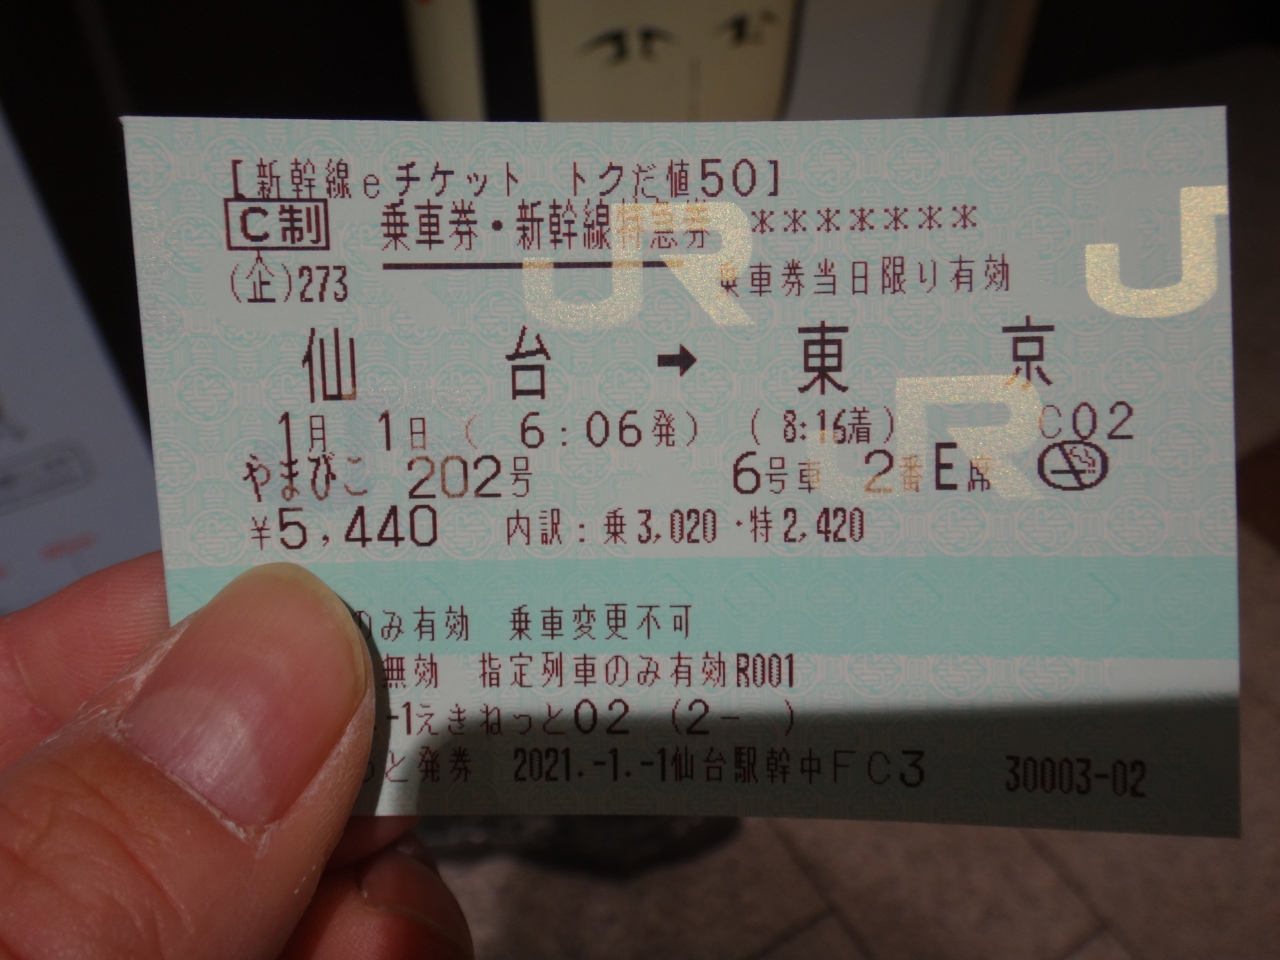 [新幹線eチケット トクだ値50]
C制 乗車券・新幹線特急券 *******
(企)273 乗車券当日限り有効
仙台→東京
1月 1日 ( 6:06発) ( 8:16着) C02
やまびこ 202号 6号車 2番E席
¥5,440 内訳:乗3,020・特2,420
のみ有効 乗車変更不可
無効 指定列車のみ有効R001
-1えきねっと02 (2- )
と発券 2021.-1.-1仙台駅幹中FC3 30003-02
JR
J
R